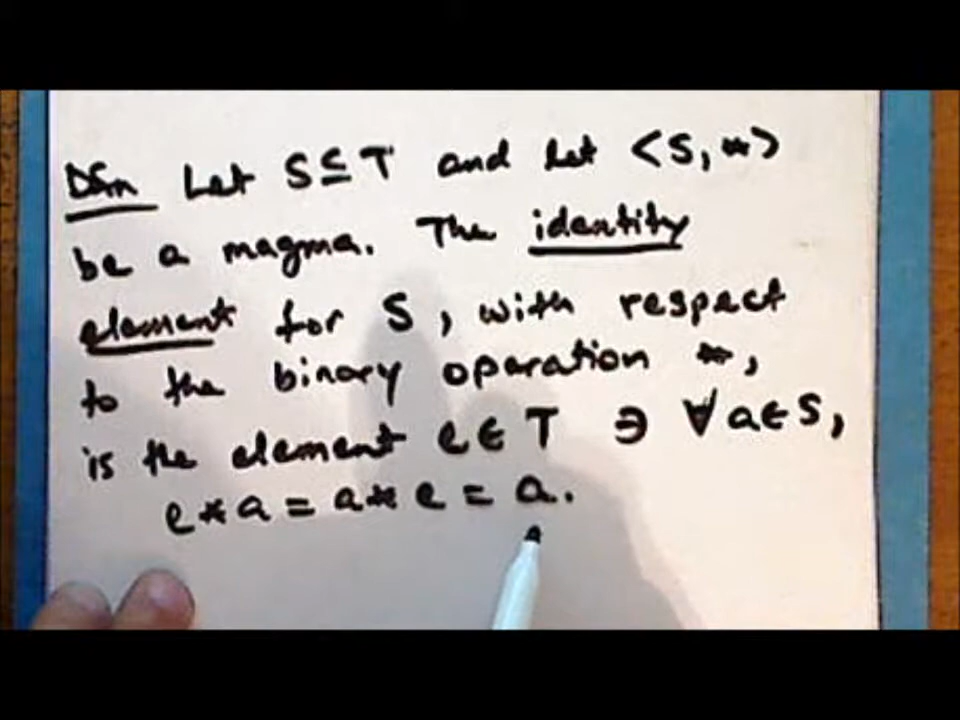 Dfn Let S ⊆ T and let <S, *>
be a magma. The identity
element for S, with respect
to the binary operation *,
is the element e ∈ T ∋ ∀ a ∈ S,
e * a = a * e = a.